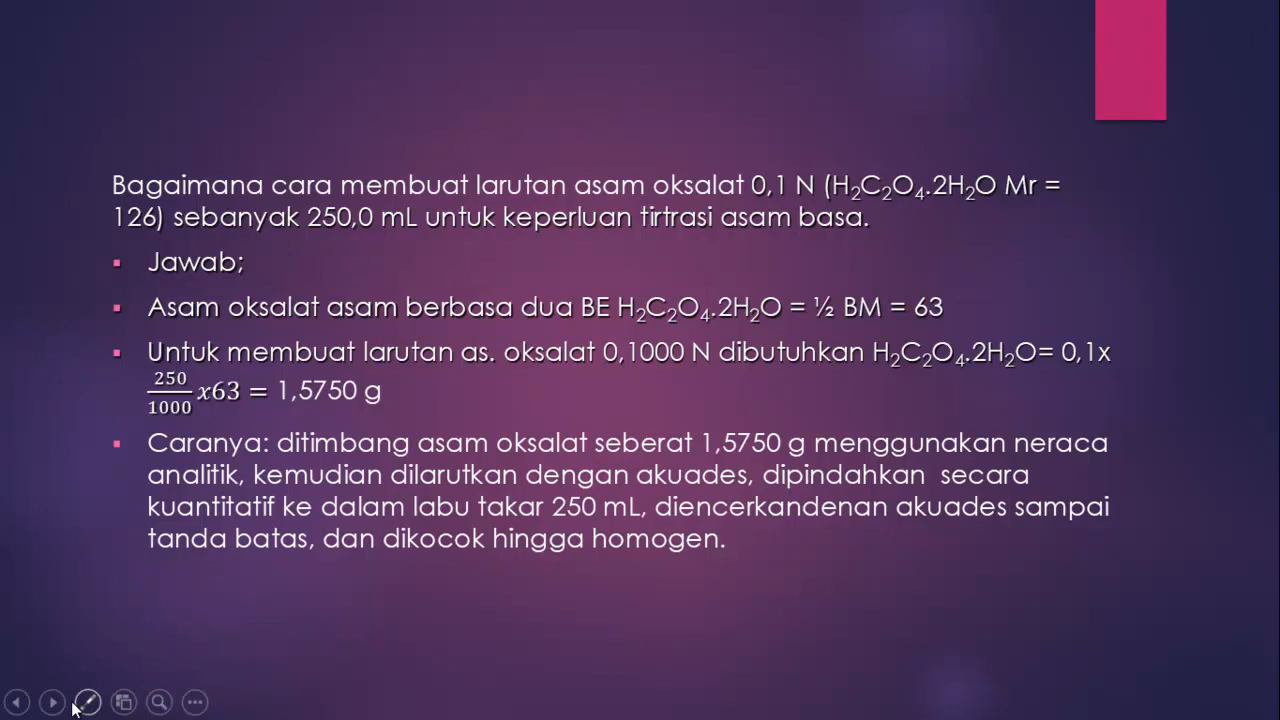 Bagaimana cara membuat larutan asam oksalat 0,1 N (H₂C₂O₄.2H₂O Mr =
126) sebanyak 250,0 mL untuk keperluan tirtrasi asam basa.
▪ Jawab;
▪ Asam oksalat asam berbasa dua BE H₂C₂O₄.2H₂O = ½ BM = 63
▪ Untuk membuat larutan as. oksalat 0,1000 N dibutuhkan H₂C₂O₄.2H₂O= 0,1x
250/1000 x63 = 1,5750 g
▪ Caranya: ditimbang asam oksalat seberat 1,5750 g menggunakan neraca
analitik, kemudian dilarutkan dengan akuades, dipindahkan secara
kuantitatif ke dalam labu takar 250 mL, diencerkandenan akuades sampai
tanda batas, dan dikocok hingga homogen.